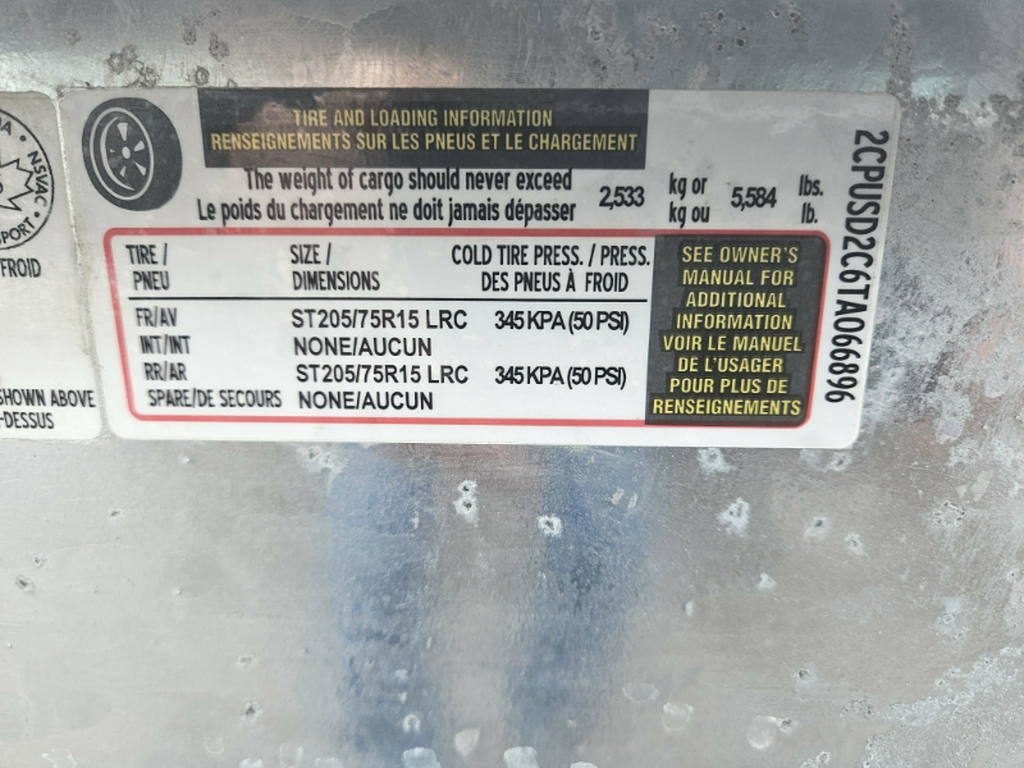 TIRE AND LOADING INFORMATION
RENSEIGNEMENTS SUR LES PNEUS ET LE CHARGEMENT
The weight of cargo should never exceed 2,533 kg or 5,584 lbs.
Le poids du chargement ne doit jamais dépasser kg ou lb.
TIRE / SIZE / COLD TIRE PRESS. / PRESS.
PNEU DIMENSIONS DES PNEUS À FROID
FR/AV ST205/75R15 LRC 345 KPA (50 PSI)
INT/INT NONE/AUCUN
RR/AR ST205/75R15 LRC 345 KPA (50 PSI)
SPARE/DE SECOURS NONE/AUCUN
SEE OWNER'S
MANUAL FOR
ADDITIONAL
INFORMATION
VOIR LE MANUEL
DE L'USAGER
POUR PLUS DE
RENSEIGNEMENTS
2CPUSD2C6TA066896
NSVAC
FROID
SHOWN ABOVE
-DESSUS